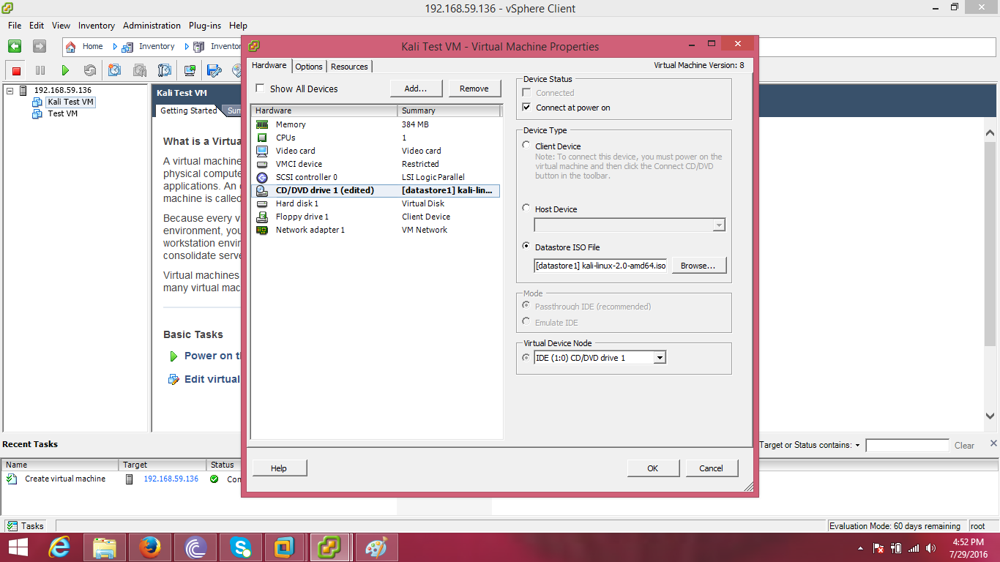 192.168.59.136 - vSphere Client
File Edit View Inventory Administration Plug-ins Help
Home Inventory Inventor
192.168.59.136
Kali Test VM
Test VM
Kali Test VM
Getting Started Sum
What is a Virtua
A virtual machine
physical compute
applications. An
machine is called
Because every v
environment, you
workstation envir
consolidate serve
Virtual machines
many virtual mac
Basic Tasks
Power on th
Edit virtual
Kali Test VM - Virtual Machine Properties
Hardware Options Resources
Virtual Machine Version: 8
Show All Devices Add... Remove
Hardware Summary
Memory 384 MB
CPUs 1
Video card Video card
VMCI device Restricted
SCSI controller 0 LSI Logic Parallel
CD/DVD drive 1 (edited) [datastore1] kali-lin...
Hard disk 1 Virtual Disk
Floppy drive 1 Client Device
Network adapter 1 VM Network
Device Status
Connected
Connect at power on
Device Type
Client Device
Note: To connect this device, you must power on the
virtual machine and then click the Connect CD/DVD
button in the toolbar.
Host Device
Datastore ISO File
[datastore1] kali-linux-2.0-amd64.iso Browse...
Mode
Passthrough IDE (recommended)
Emulate IDE
Virtual Device Node
IDE (1:0) CD/DVD drive 1
Help OK Cancel
Recent Tasks
Target or Status contains: Clear
Name Target Status
Create virtual machine 192.168.59.136 Con
Tasks
Evaluation Mode: 60 days remaining root
4:52 PM
7/29/2016